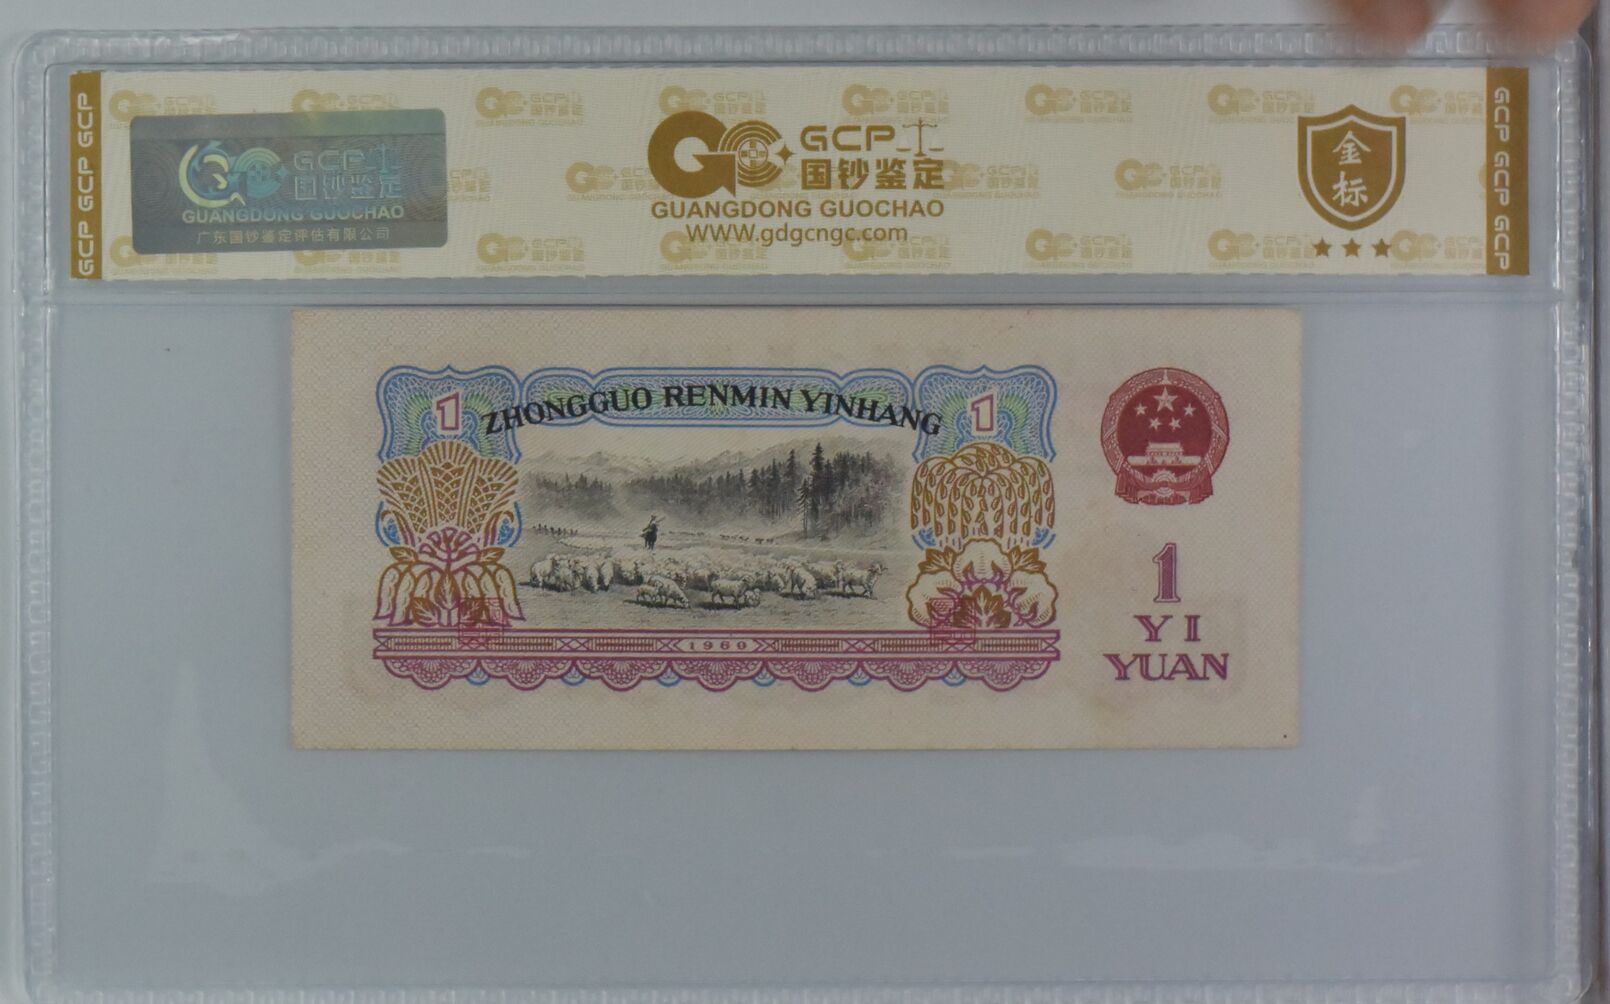 GCP GCP GCP
GCP
国钞鉴定
GUANGDONG GUOCHAO
广东国钞鉴定评估有限公司
GCP
国钞鉴定
GUANGDONG GUOCHAO
WWW.gdgcngc.com
金
标
GCP GCP GCP
1
ZHONGGUO RENMIN YINHANG
1
1960
1
YI
YUAN